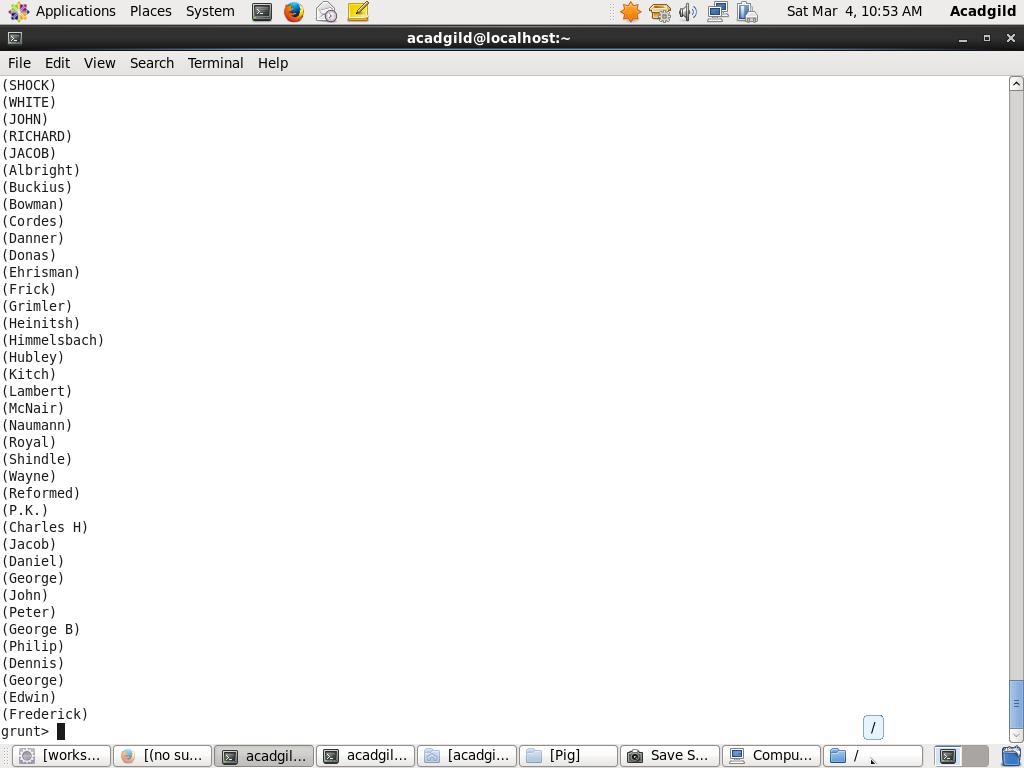 Applications Places System Sat Mar 4, 10:53 AM Acadgild
acadgild@localhost:~
File Edit View Search Terminal Help
(SHOCK)
(WHITE)
(JOHN)
(RICHARD)
(JACOB)
(Albright)
(Buckius)
(Bowman)
(Cordes)
(Danner)
(Donas)
(Ehrisman)
(Frick)
(Grimler)
(Heinitsh)
(Himmelsbach)
(Hubley)
(Kitch)
(Lambert)
(McNair)
(Naumann)
(Royal)
(Shindle)
(Wayne)
(Reformed)
(P.K.)
(Charles H)
(Jacob)
(Daniel)
(George)
(John)
(Peter)
(George B)
(Philip)
(Dennis)
(George)
(Edwin)
(Frederick)
grunt>
/
[works... [(no su... acadgil... acadgil... [acadgi... [Pig] Save S... Compu... /